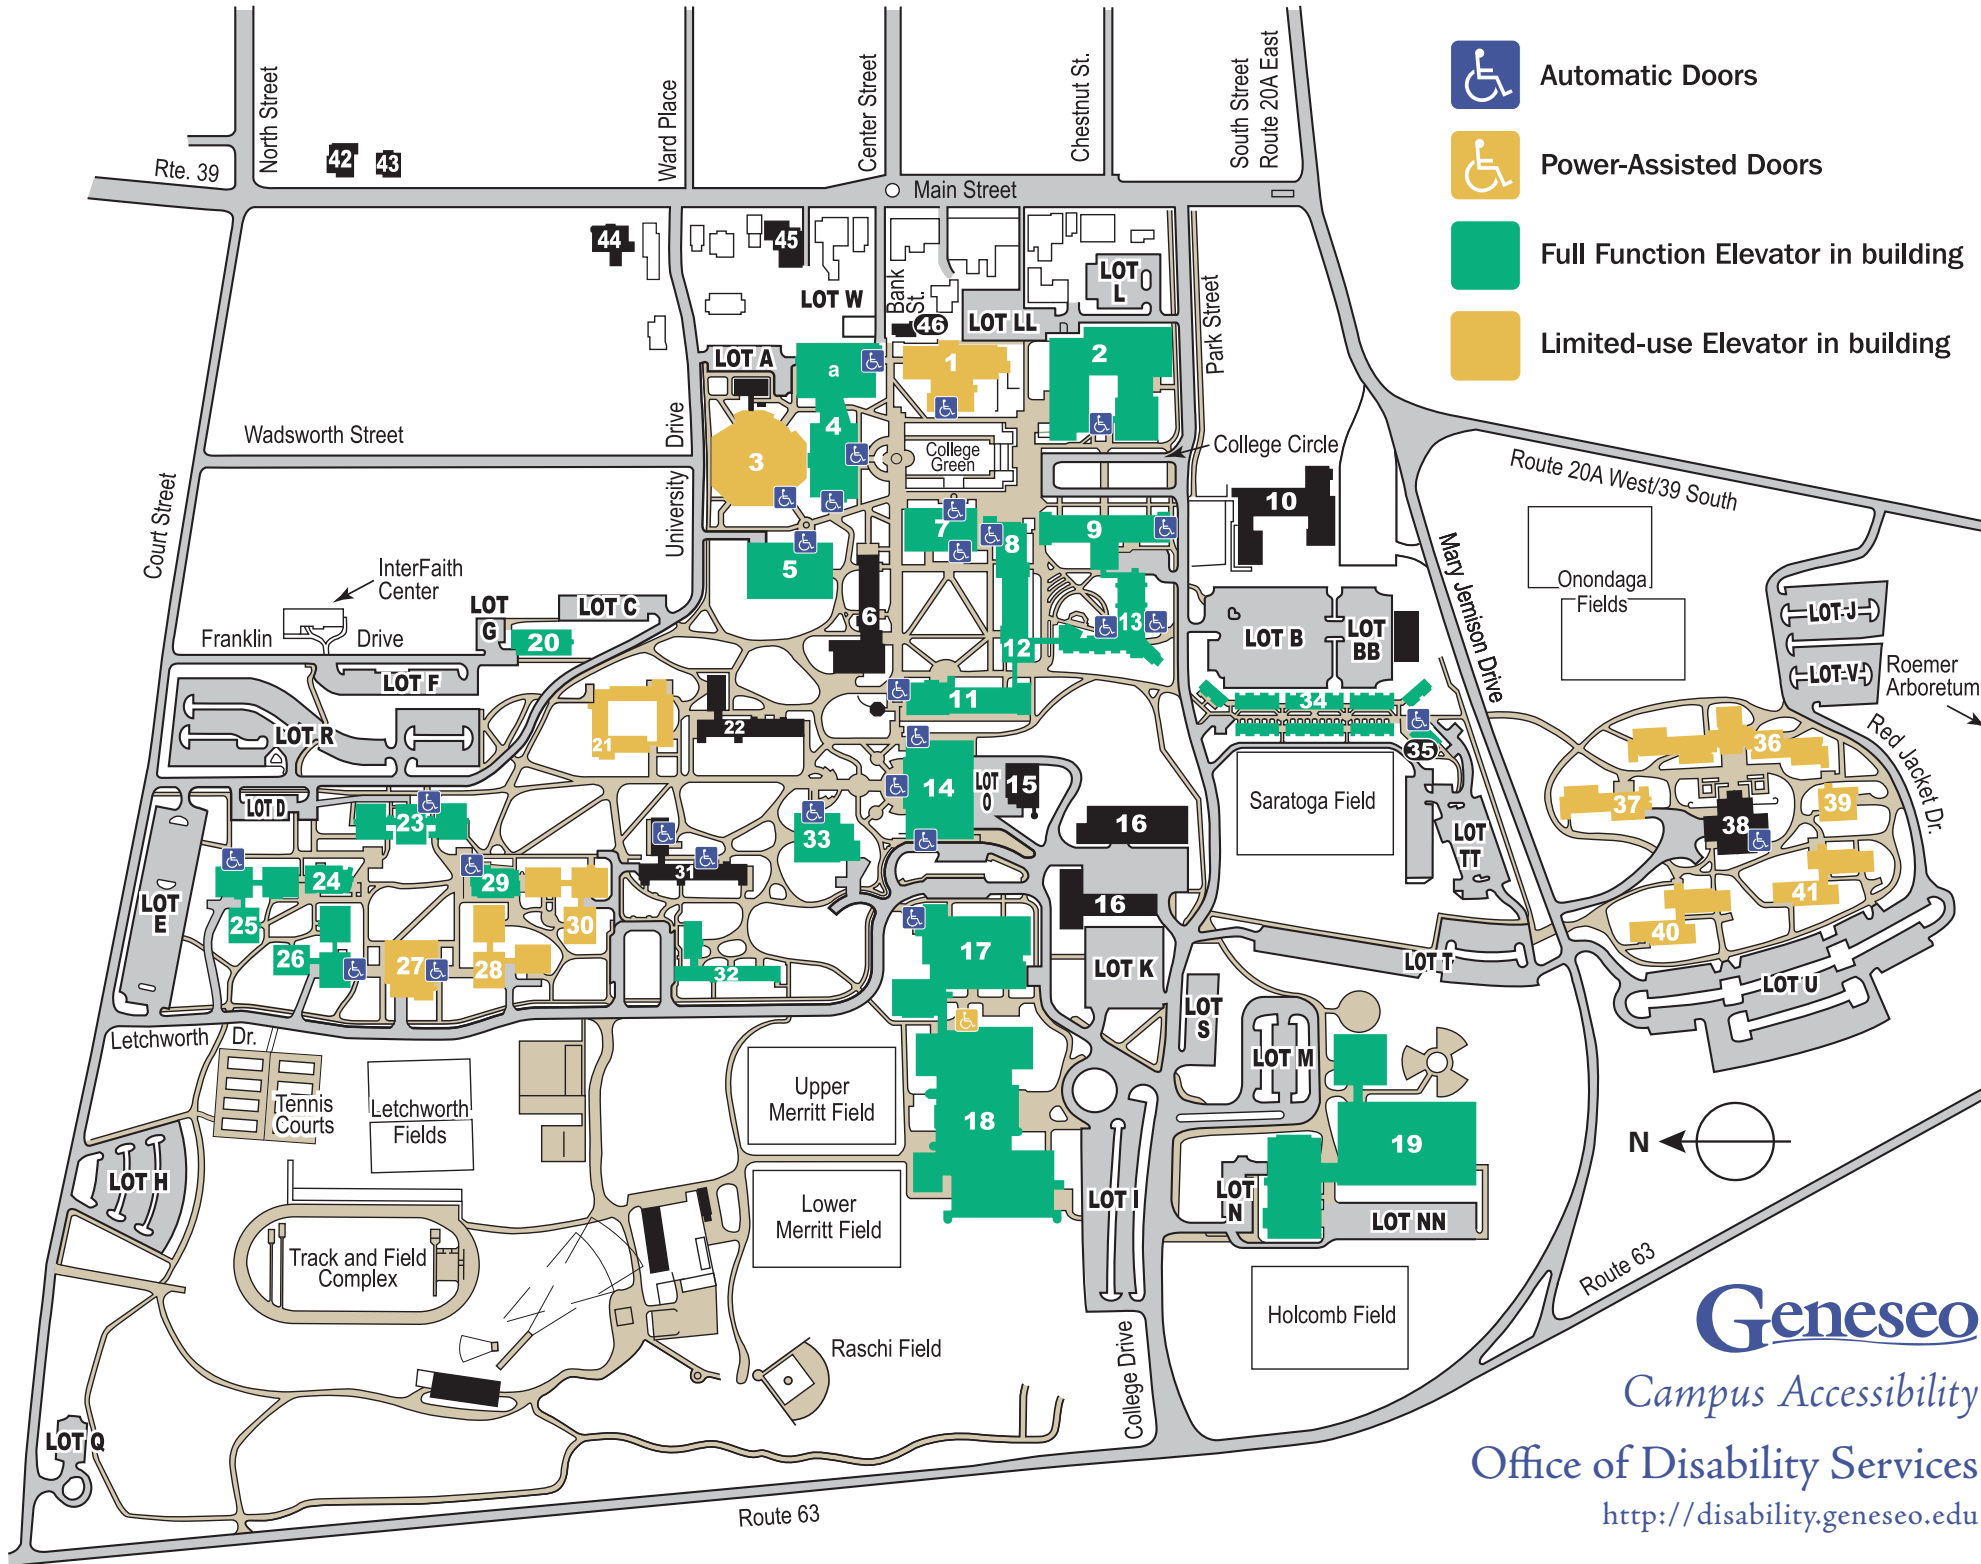 Automatic Doors
Power-Assisted Doors
Full Function Elevator in building
Limited-use Elevator in building
North Street
Ward Place
Center Street
Chestnut St.
South Street
Route 20A East
Rte. 39
42
43
Main Street
44
45
LOT W
Bank
St.
46
LOT LL
LOT
L
Park Street
LOT A
a
1
2
Wadsworth Street
Court Street
University
Drive
3
4
College
Green
College Circle
Route 20A West/39 South
10
5
6
7
8
9
12
13
InterFaith
Center
Franklin
Drive
LOT
G
LOT C
20
LOT F
LOT R
LOT B
LOT
BB
Mary Jemison Drive
Onondaga
Fields
LOT J
LOT V
Roemer
Arboretum
Red Jacket Dr.
11
21
22
34
35
36
37
38
39
40
41
14
LOT
O
15
16
16
Saratoga Field
LOT
TT
LOT D
23
33
LOT
E
24
25
26
27
28
29
30
31
32
17
LOT K
LOT T
LOT U
LOT
S
LOT M
Letchworth
Dr.
Tennis
Courts
Letchworth
Fields
Upper
Merritt Field
18
19
N
LOT H
Lower
Merritt Field
LOT I
LOT
N
LOT NN
Track and Field
Complex
Holcomb Field
Raschi Field
College Drive
LOT Q
Route 63
Route 63
Geneseo
Campus Accessibility
Office of Disability Services
http://disability.geneseo.edu